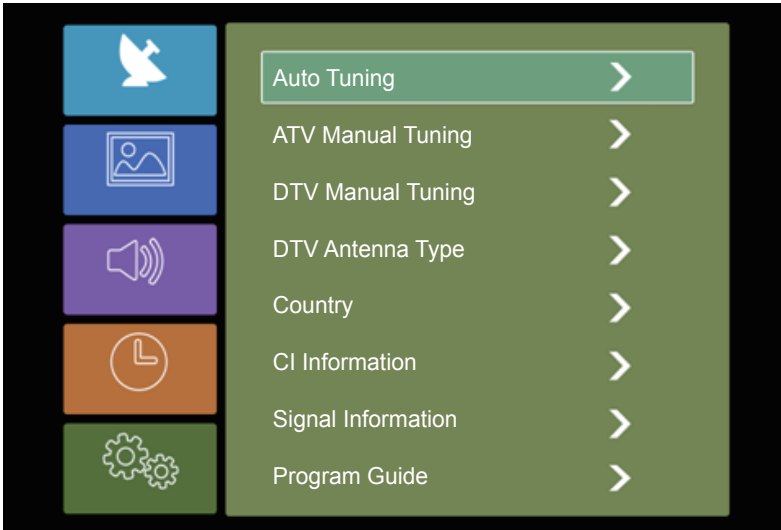 Auto Tuning
ATV Manual Tuning
DTV Manual Tuning
DTV Antenna Type
Country
CI Information
Signal Information
Program Guide